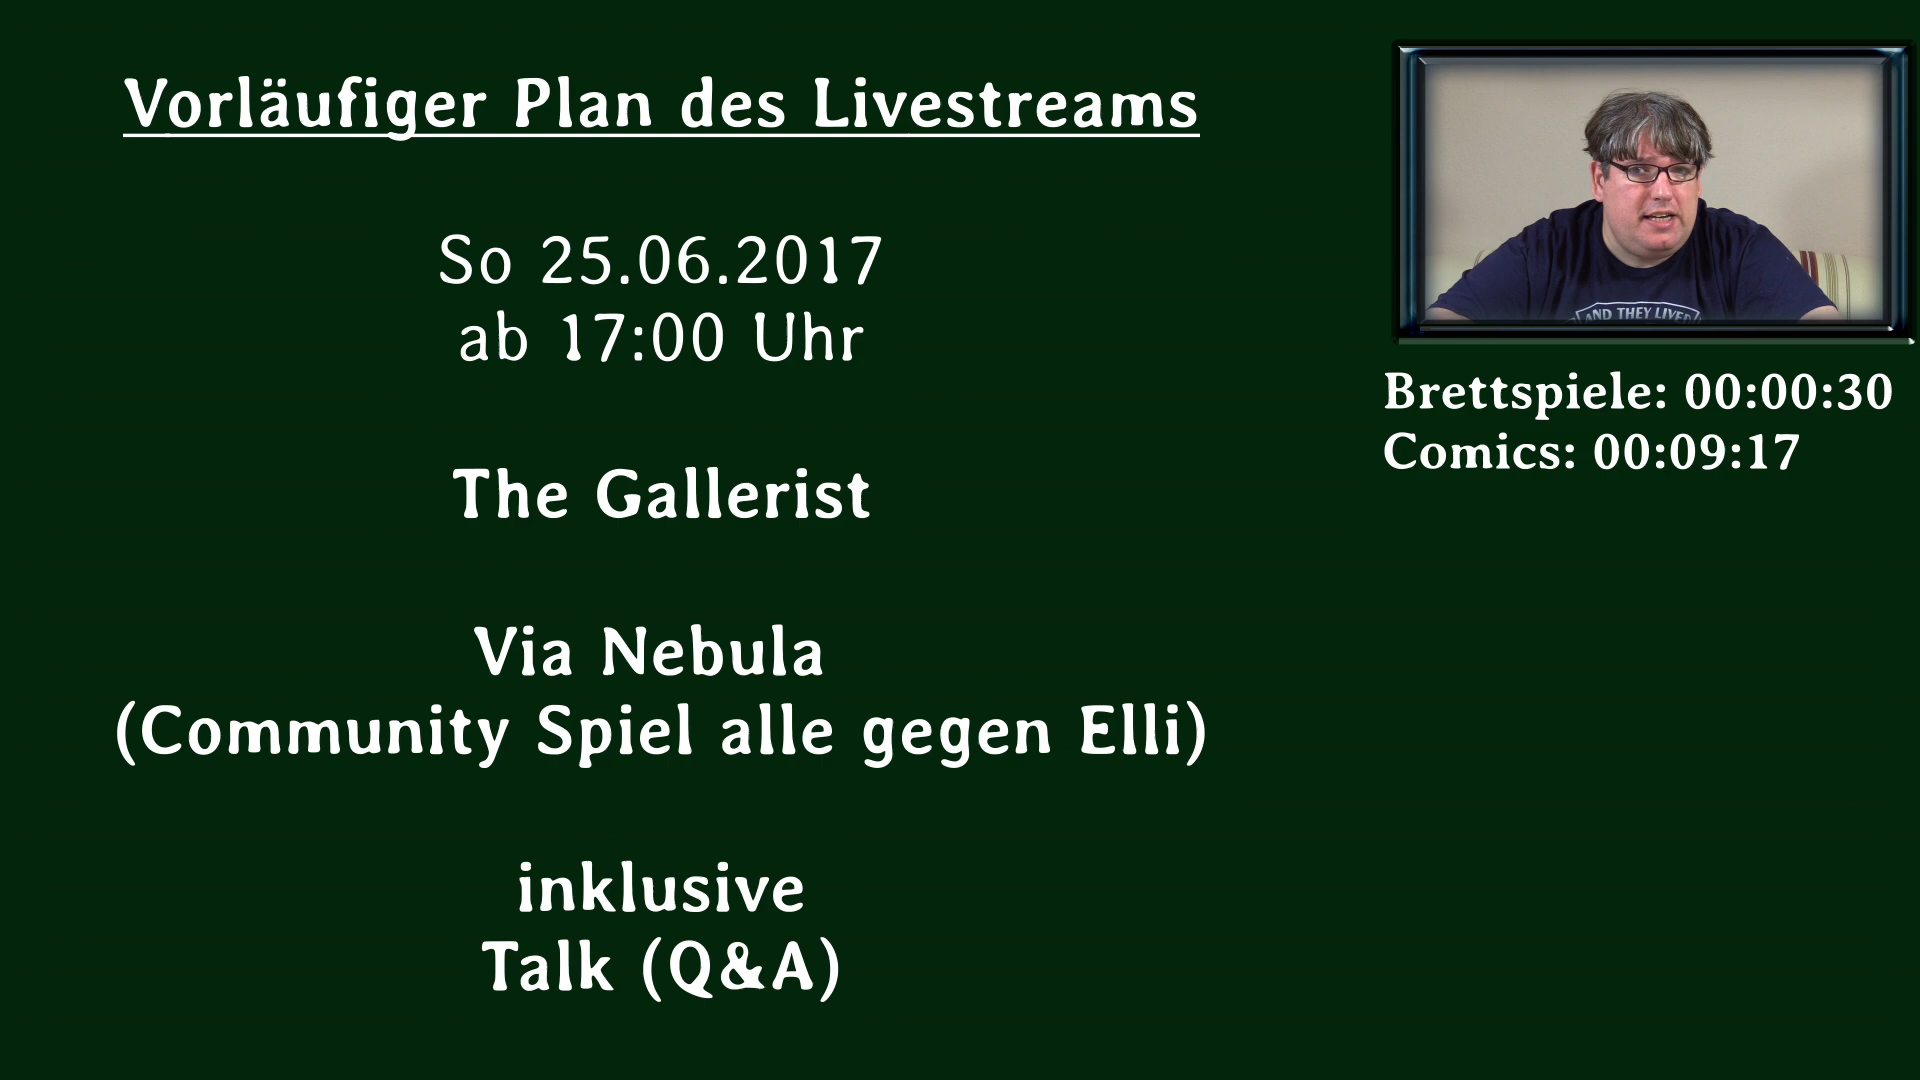 Vorläufiger Plan des Livestreams
So 25.06.2017
ab 17:00 Uhr
The Gallerist
Via Nebula
(Community Spiel alle gegen Elli)
inklusive
Talk (Q&A)
AND THEY LIVED
Brettspiele: 00:00:30
Comics: 00:09:17